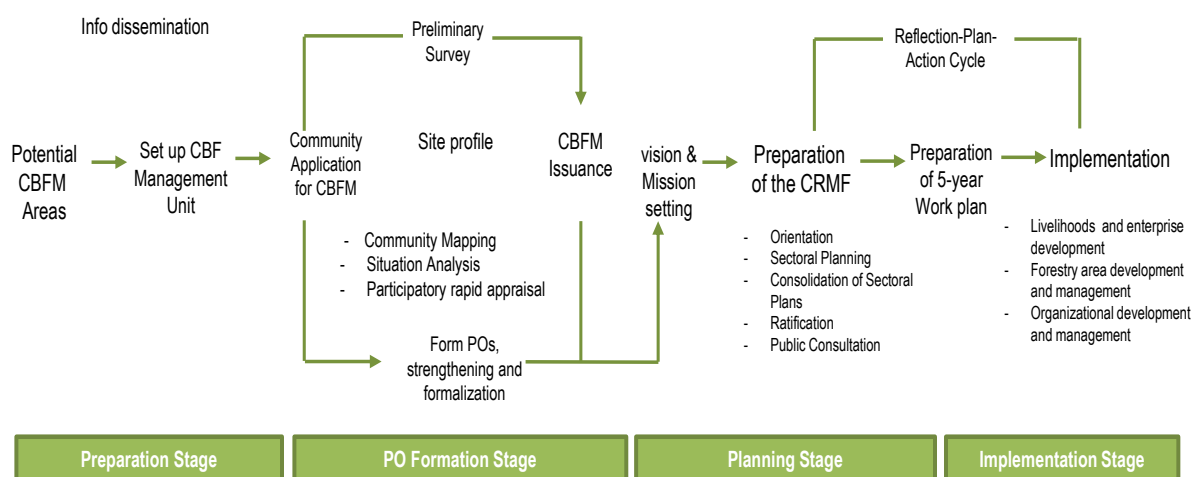 Info dissemination
Potential
CBFM
Areas
Set up CBF
Management
Unit
Community
Application
for CBFM
Preliminary
Survey
Site profile
- Community Mapping
- Situation Analysis
- Participatory rapid appraisal
Form POs,
strengthening and
formalization
CBFM
Issuance
vision &
Mission
setting
Preparation
of the CRMF
- Orientation
- Sectoral Planning
- Consolidation of Sectoral
Plans
- Ratification
- Public Consultation
Reflection-Plan-
Action Cycle
Preparation
of 5-year
Work plan
Implementation
- Livelihoods and enterprise
development
- Forestry area development
and management
- Organizational development
and management
Preparation Stage
PO Formation Stage
Planning Stage
Implementation Stage